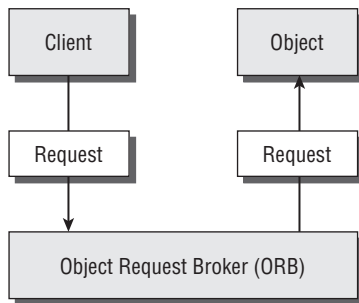 Client
Object
Request
Request
Object Request Broker (ORB)